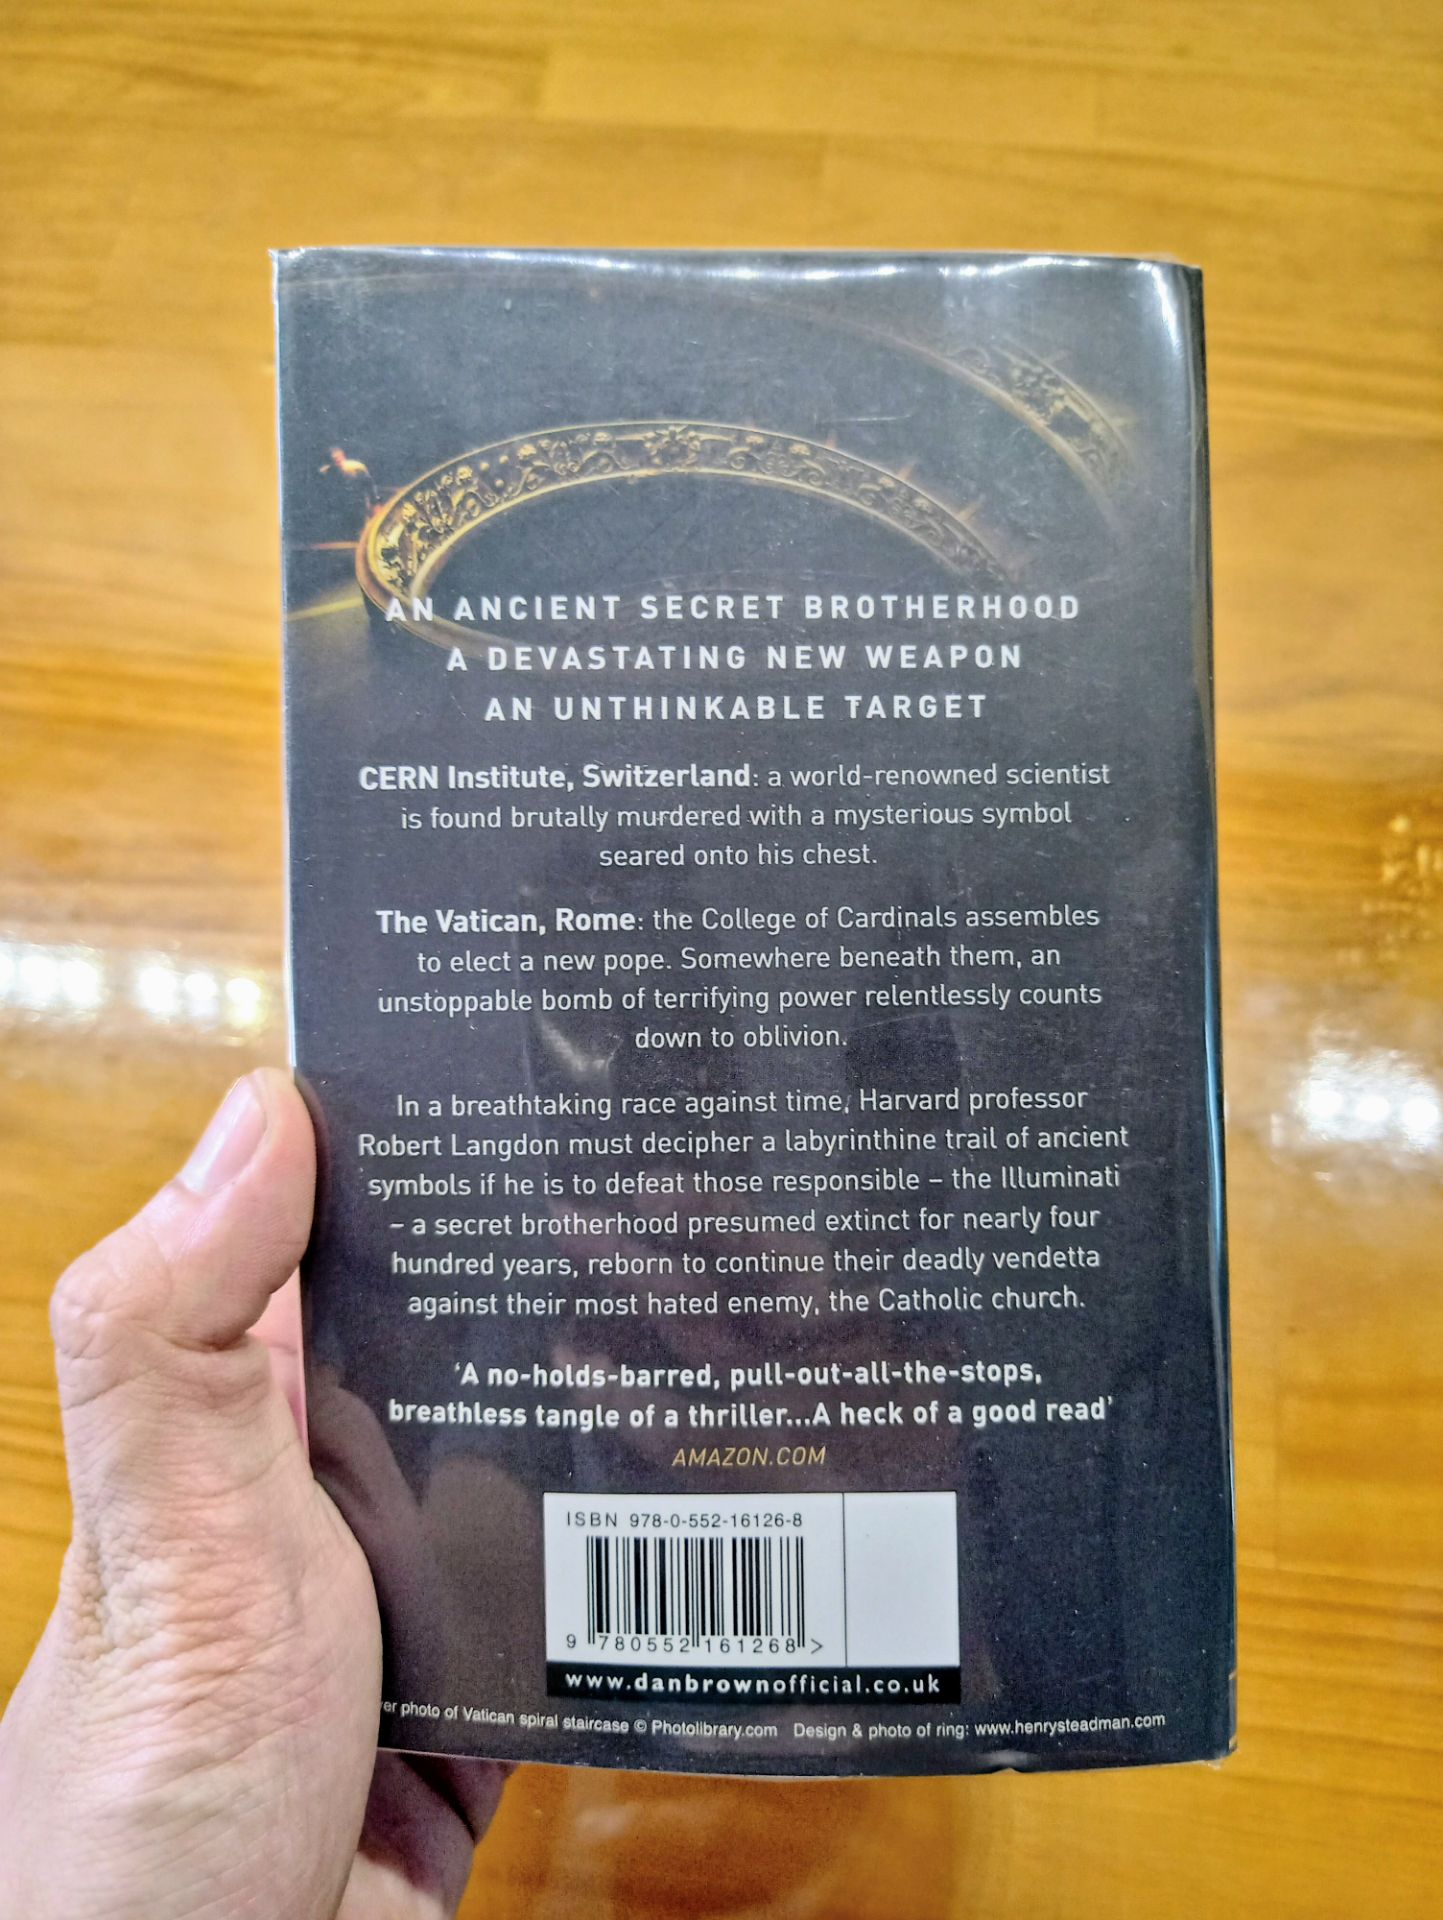 AN ANCIENT SECRET BROTHERHOOD
A DEVASTATING NEW WEAPON
AN UNTHINKABLE TARGET
CERN Institute, Switzerland: a world-renowned scientist
is found brutally murdered with a mysterious symbol
seared onto his chest.
The Vatican, Rome: the College of Cardinals assembles
to elect a new pope. Somewhere beneath them, an
unstoppable bomb of terrifying power relentlessly counts
down to oblivion.
In a breathtaking race against time, Harvard professor
Robert Langdon must decipher a labyrinthine trail of ancient
symbols if he is to defeat those responsible – the Illuminati
– a secret brotherhood presumed extinct for nearly four
hundred years, reborn to continue their deadly vendetta
against their most hated enemy, the Catholic church.
‘A no-holds-barred, pull-out-all-the-stops,
breathless tangle of a thriller...A heck of a good read’
AMAZON.COM
ISBN 978-0-552-16126-8
9 780552 161268 >
www.danbrownofficial.co.uk
photo of Vatican spiral staircase © Photolibrary.com Design & photo of ring: www.henrysteadman.com